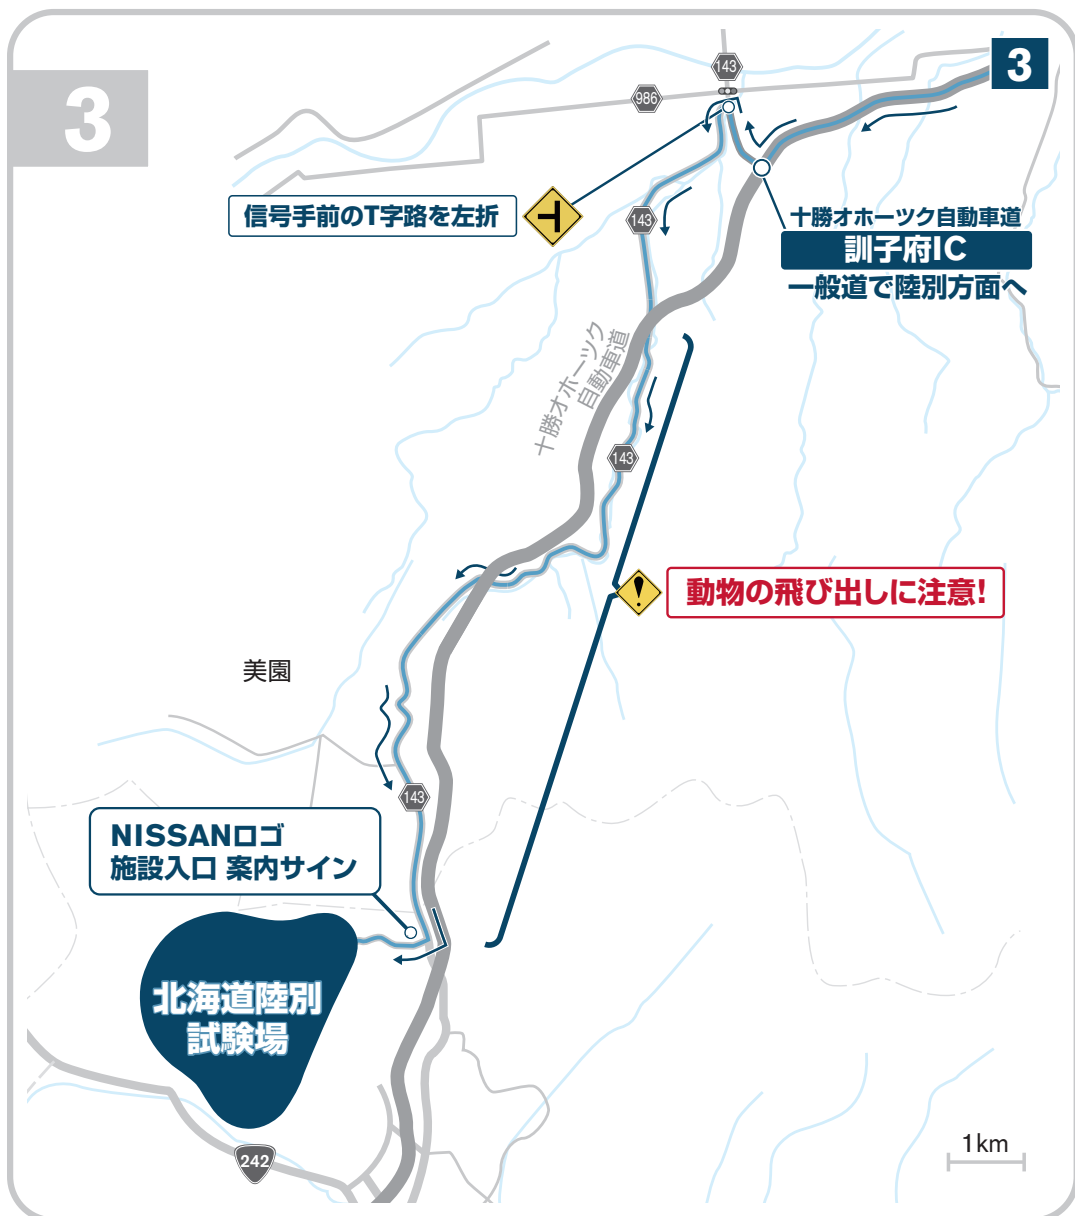 3
3
143
986
信号手前のT字路を左折
143
十勝オホーツク自動車道
訓子府IC
一般道で陸別方面へ
十勝オホーツク
自動車道
143
動物の飛び出しに注意!
美園
143
NISSANロゴ
施設入口 案内サイン
北海道陸別
試験場
242
1km